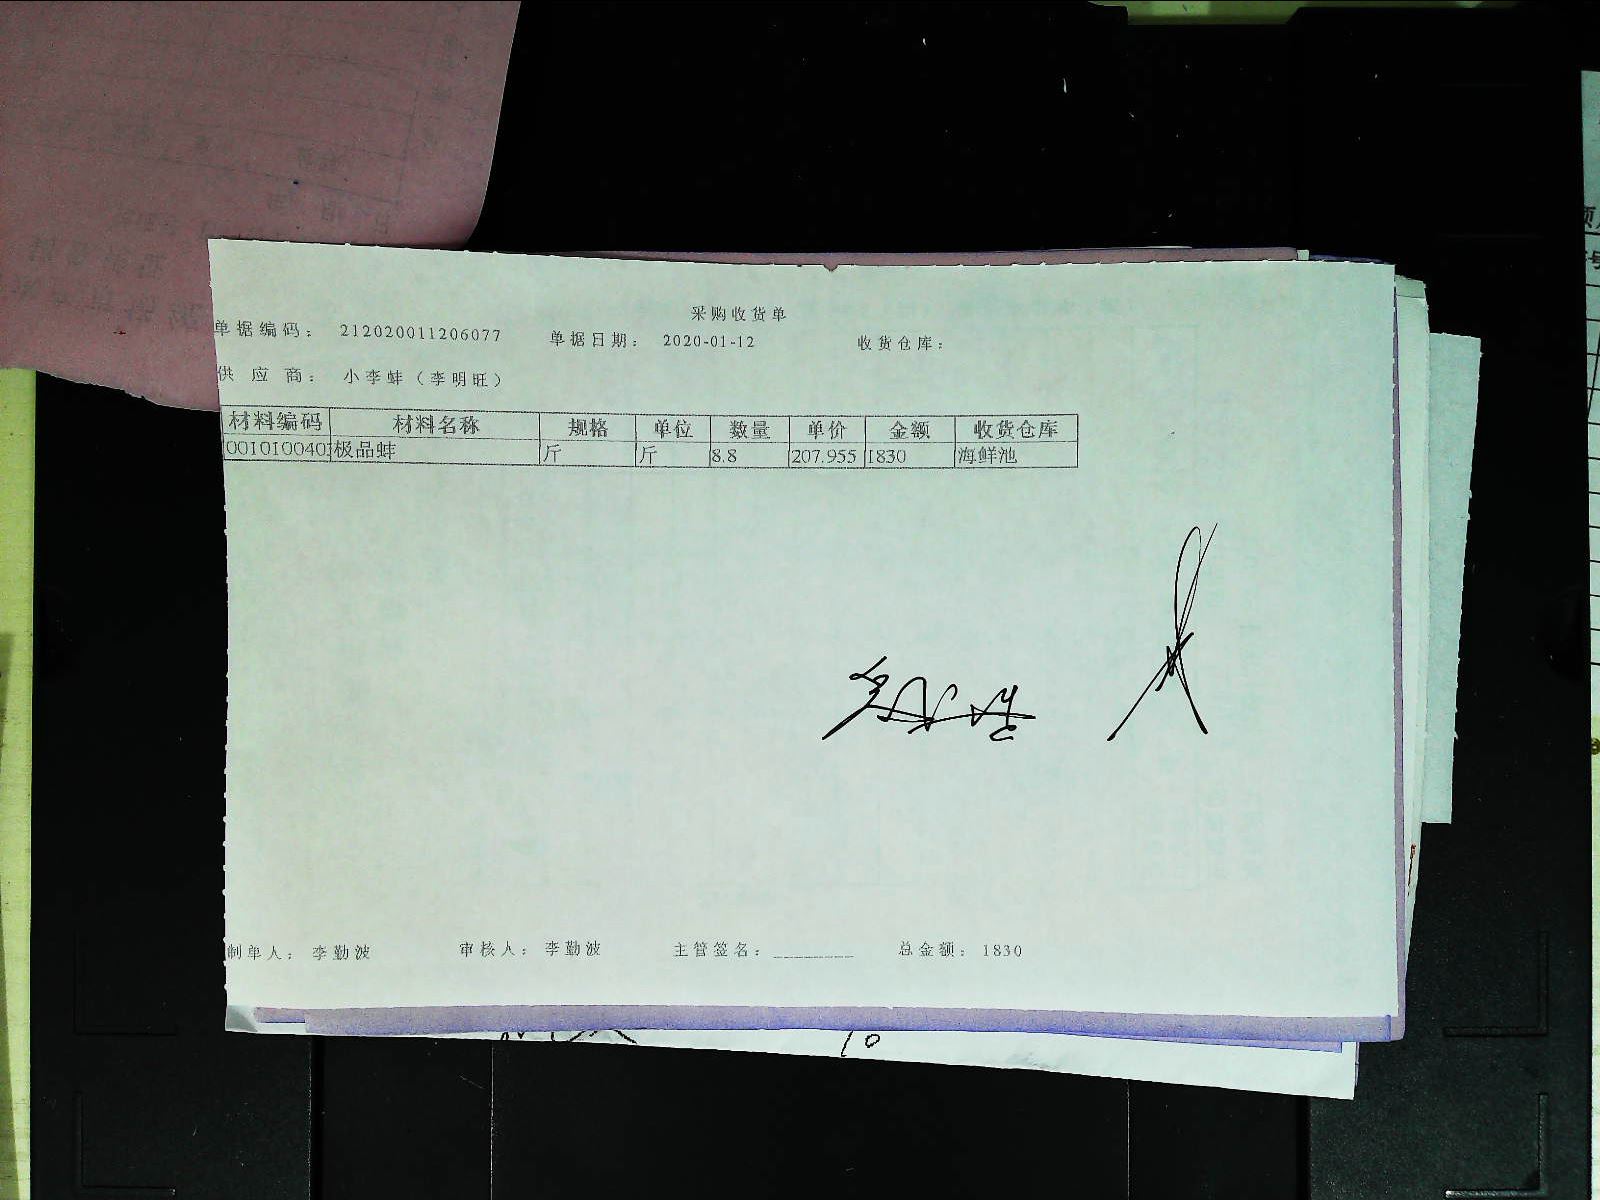 采购收货单
单据编码： 212020011206077 单据日期： 2020-01-12 收货仓库：
供 应 商： 小李蚌（李明旺）
材料编码 材料名称 规格 单位 数量 单价 金额 收货仓库
极品蚌 斤 斤 8.8 207.955 1830 海鲜池
制单人： 李勤波 审核人： 李勤波 主管签名： 总金额： 1830
10